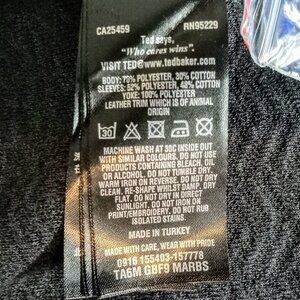 CA25459 RN95229
Ted says,
"Who cares wins".
VISIT TED@www.tedbaker.com
BODY: 70% POLYESTER, 30% COTTON
SLEEVES: 52% POLYESTER, 48% COTTON
YOKE: 100% POLYESTER
LEATHER TRIM WHICH IS OF ANIMAL
ORIGIN
30
MACHINE WASH AT 30C INSIDE OUT
WITH SIMILAR COLOURS. DO NOT USE
PRODUCTS CONTAINING BLEACH, OIL
OR ALCOHOL. DO NOT TUMBLE DRY.
WARM IRON ON REVERSE. DO NOT DRY
CLEAN. RE-SHAPE WHILST DAMP, DRY
FLAT, DO NOT DRY IN DIRECT
SUNLIGHT. DO NOT IRON ON
PRINT/EMBROIDERY. DO NOT RUB
ISOLATED STAINS.
MADE IN TURKEY
MADE WITH CARE, WEAR WITH PRIDE
0916 155403-157778
TA6M GBF9 MARBS